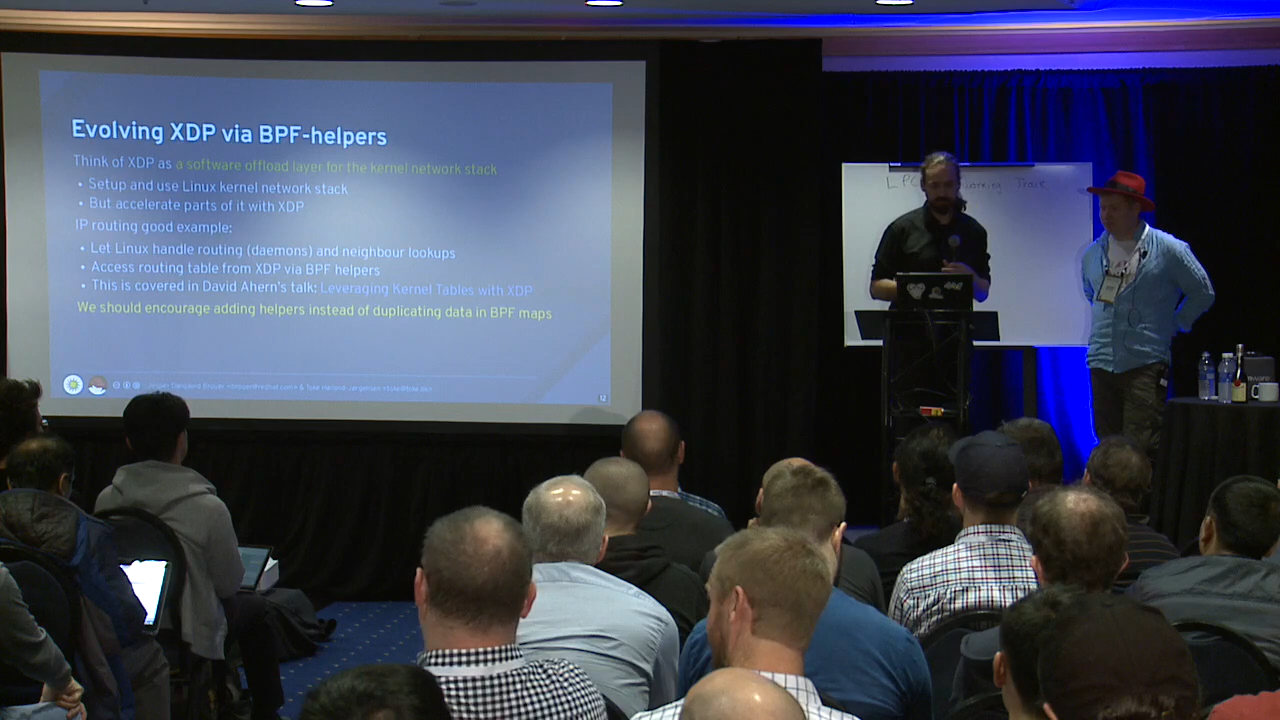 Evolving XDP via BPF-helpers
Think of XDP as a software offload layer for the kernel network stack
• Setup and use Linux kernel network stack
• But accelerate parts of it with XDP
IP routing good example:
• Let Linux handle routing (daemons) and neighbour lookups
• Access routing table from XDP via BPF helpers
• This is covered in David Ahern's talk: Leveraging Kernel Tables with XDP
We should encourage adding helpers instead of duplicating data in BPF maps
12
Track